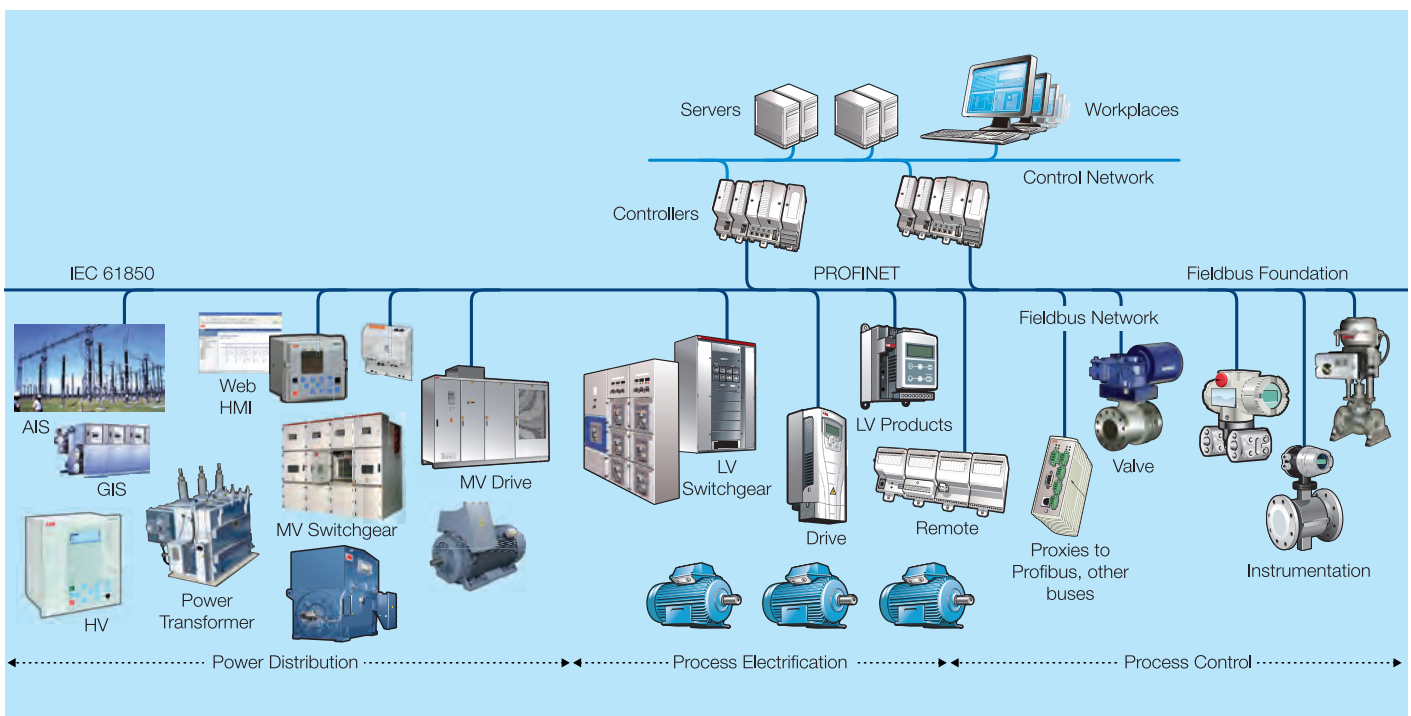 Servers
Workplaces
Control Network
Controllers
IEC 61850
PROFINET
Fieldbus Foundation
Fieldbus Network
Web
HMI
AIS
GIS
HV
Power
Transformer
MV Switchgear
MV Drive
LV
Switchgear
Drive
LV Products
Remote
Proxies to
Profibus, other
buses
Valve
Instrumentation
Power Distribution
Process Electrification
Process Control